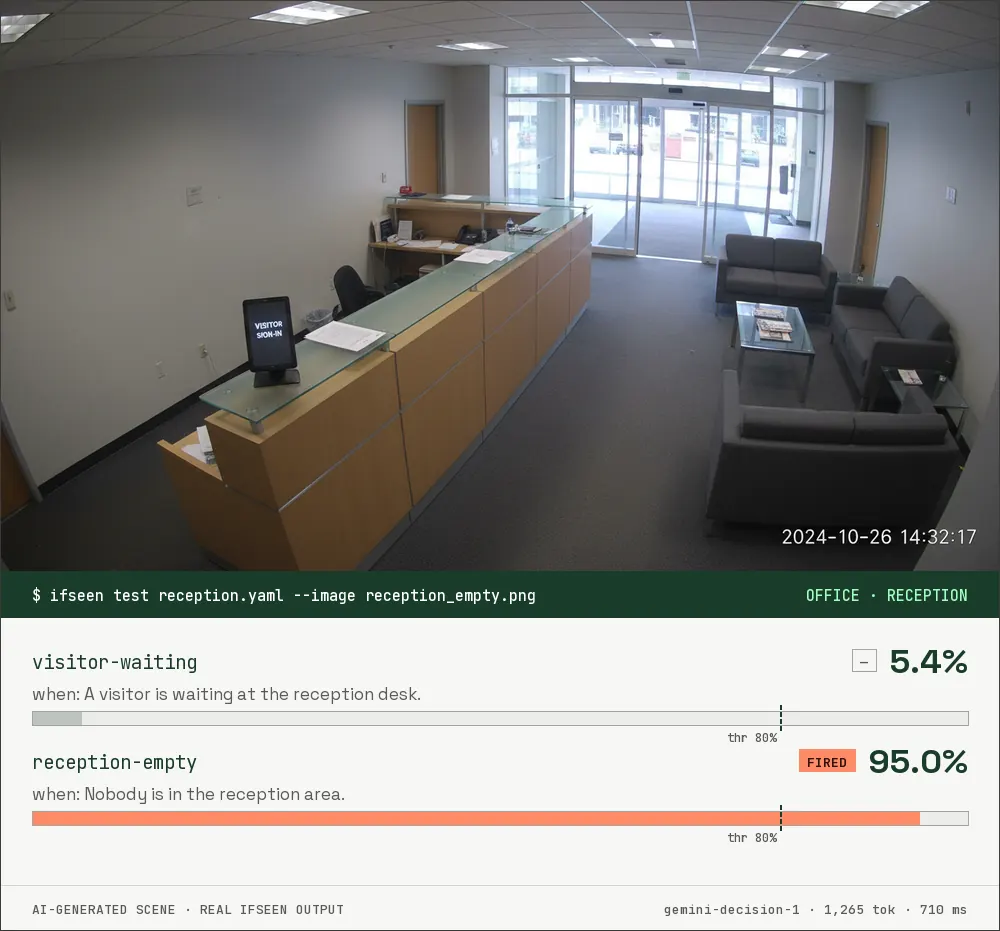 VISITOR
SIGN-IN
2024-10-26 14:32:17
$ ifseen test reception.yaml --image reception_empty.png
OFFICE · RECEPTION
visitor-waiting
– 5.4%
when: A visitor is waiting at the reception desk.
thr 80%
reception-empty
FIRED 95.0%
when: Nobody is in the reception area.
thr 80%
AI-GENERATED SCENE · REAL IFSEEN OUTPUT
gemini-decision-1 · 1,265 tok · 710 ms